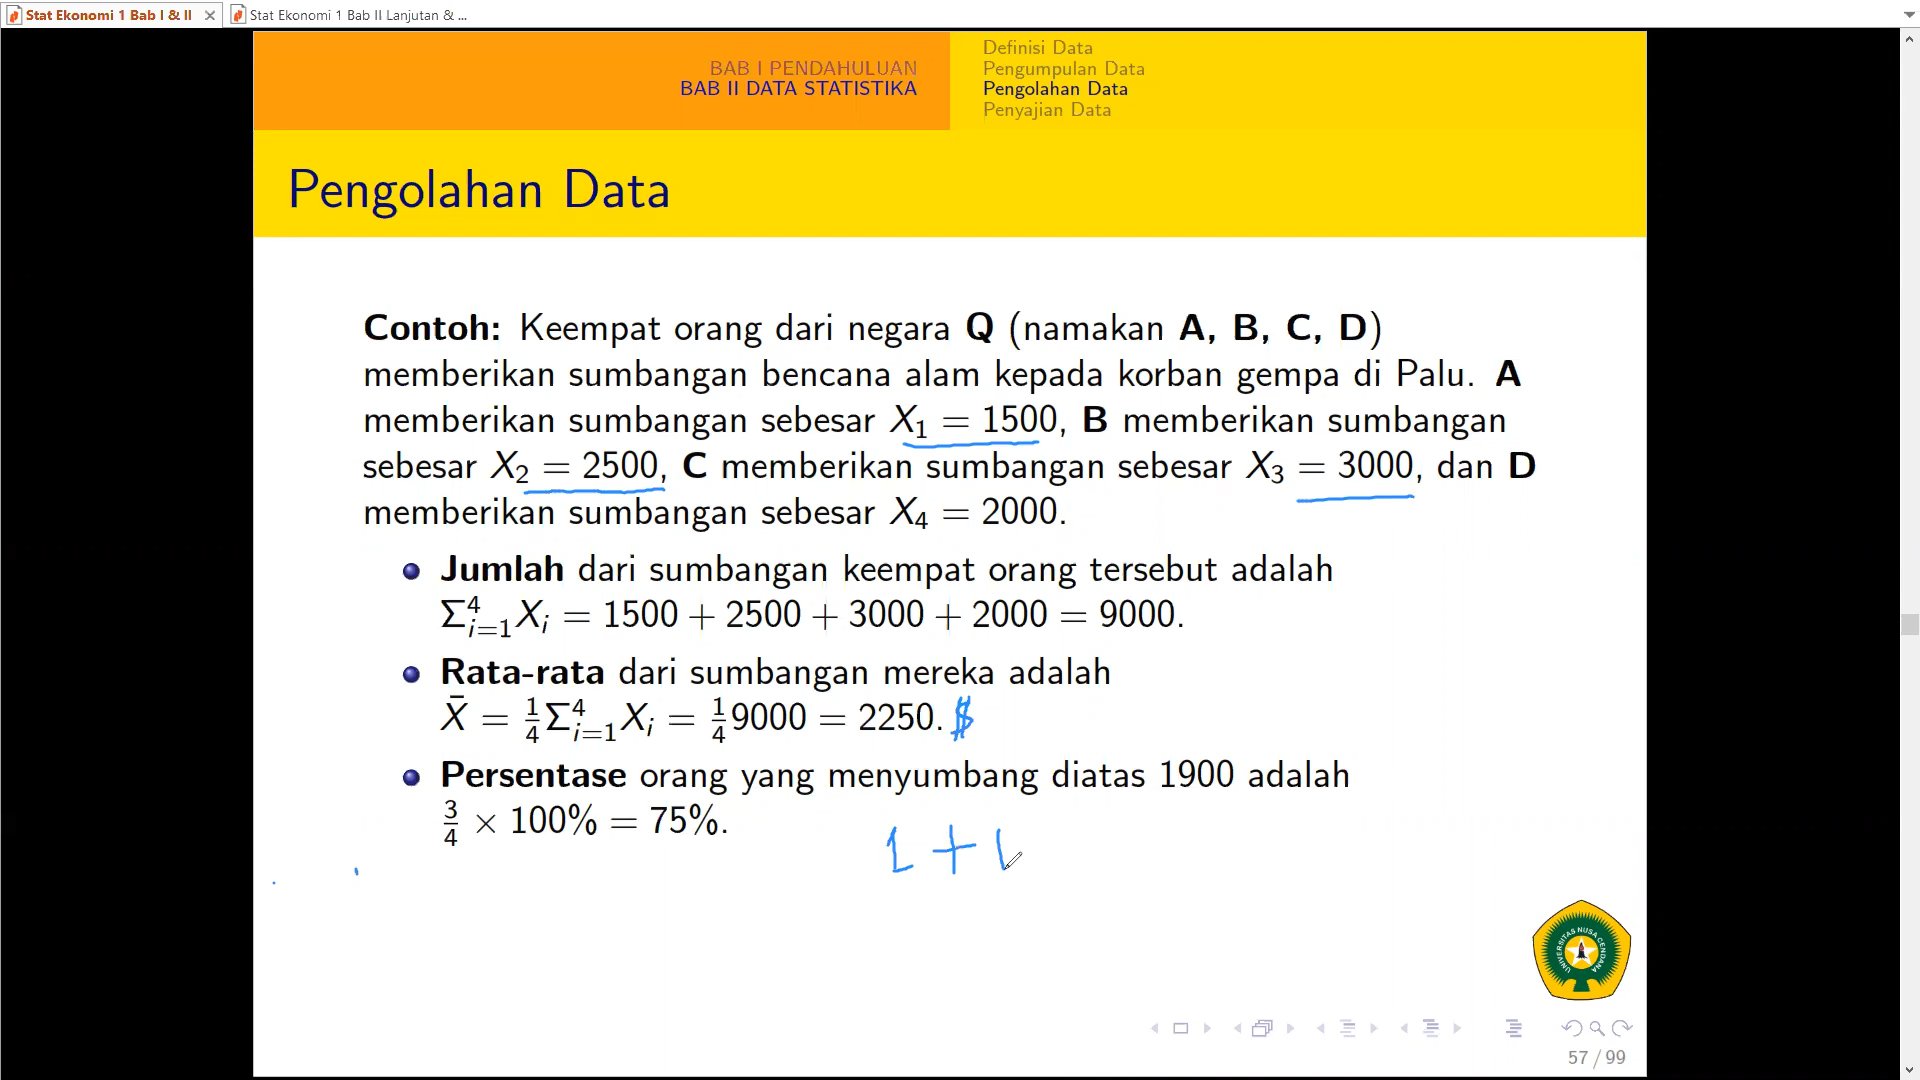 Stat Ekonomi 1 Bab I & II
Stat Ekonomi 1 Bab II Lanjutan & ...
BAB I PENDAHULUAN
BAB II DATA STATISTIKA
Definisi Data
Pengumpulan Data
Pengolahan Data
Penyajian Data
Pengolahan Data
Contoh: Keempat orang dari negara Q (namakan A, B, C, D)
memberikan sumbangan bencana alam kepada korban gempa di Palu. A
memberikan sumbangan sebesar X₁ = 1500, B memberikan sumbangan
sebesar X₂ = 2500, C memberikan sumbangan sebesar X₃ = 3000, dan D
memberikan sumbangan sebesar X₄ = 2000.
Jumlah dari sumbangan keempat orang tersebut adalah
Σ⁴ᵢ₌₁Xᵢ = 1500 + 2500 + 3000 + 2000 = 9000.
Rata-rata dari sumbangan mereka adalah
X̄ = 1/4 Σ⁴ᵢ₌₁Xᵢ = 1/4 9000 = 2250. $
Persentase orang yang menyumbang diatas 1900 adalah
3/4 × 100% = 75%.
1 + 1
UNIVERSITAS NUSA CENDANA
57 / 99